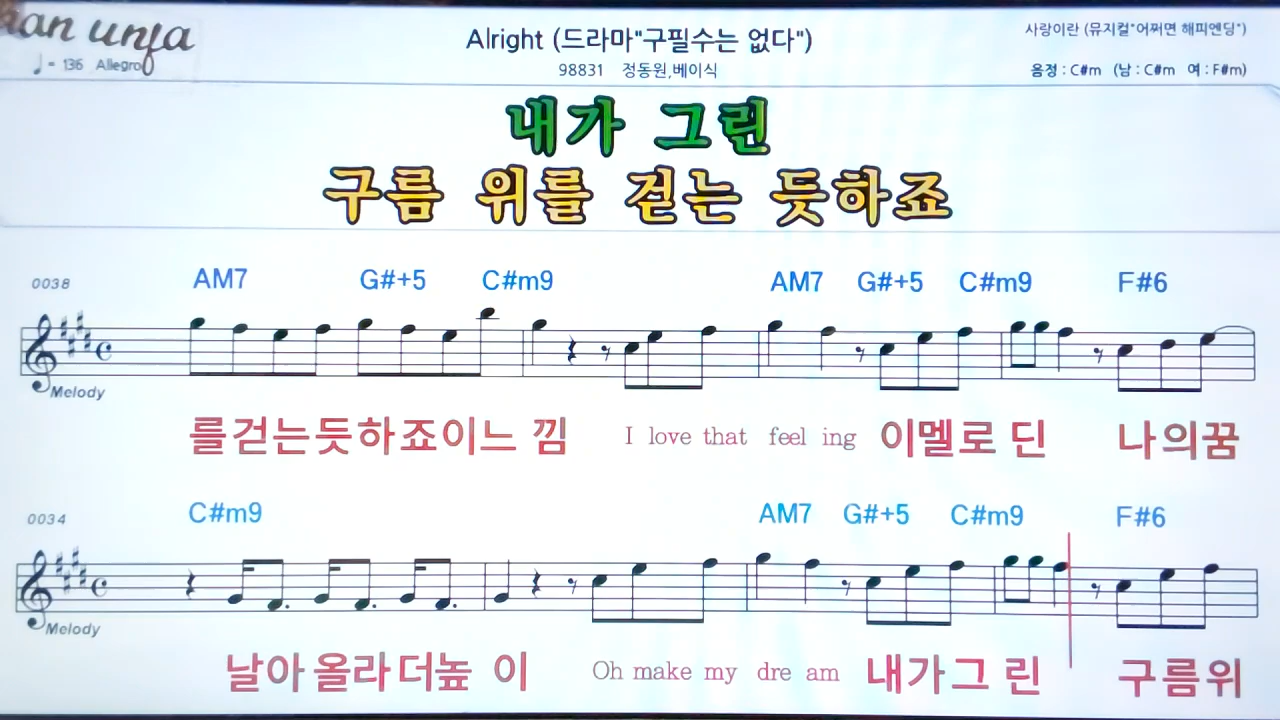 Alright (드라마"구필수는 없다")
사랑이란 (뮤지컬"어쩌면 해피엔딩")
♩= 136 Allegro
98831 정동원,베이식
음정 : C#m (남 : C#m 여 : F#m)
내가 그린
구름 위를 걷는 듯하죠
0038
AM7 G#+5 C#m9 AM7 G#+5 C#m9 F#6
Melody
를걷는듯하죠이느 낌 I love that feel ing 이멜로 딘 나의꿈
0034
C#m9 AM7 G#+5 C#m9 F#6
Melody
날아 올라 더높 이 Oh make my dre am 내가그 린 구름위